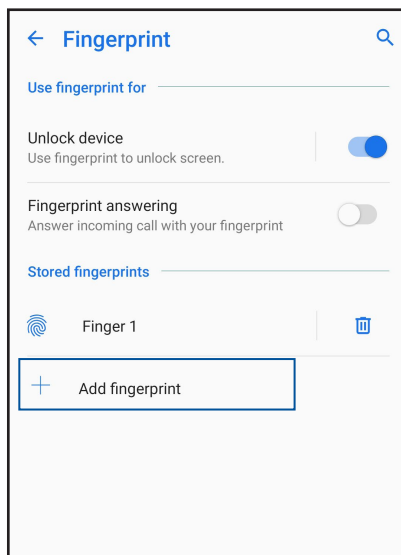 Fingerprint
Use fingerprint for
Unlock device
Use fingerprint to unlock screen.
Fingerprint answering
Answer incoming call with your fingerprint
Stored fingerprints
Finger 1
Add fingerprint